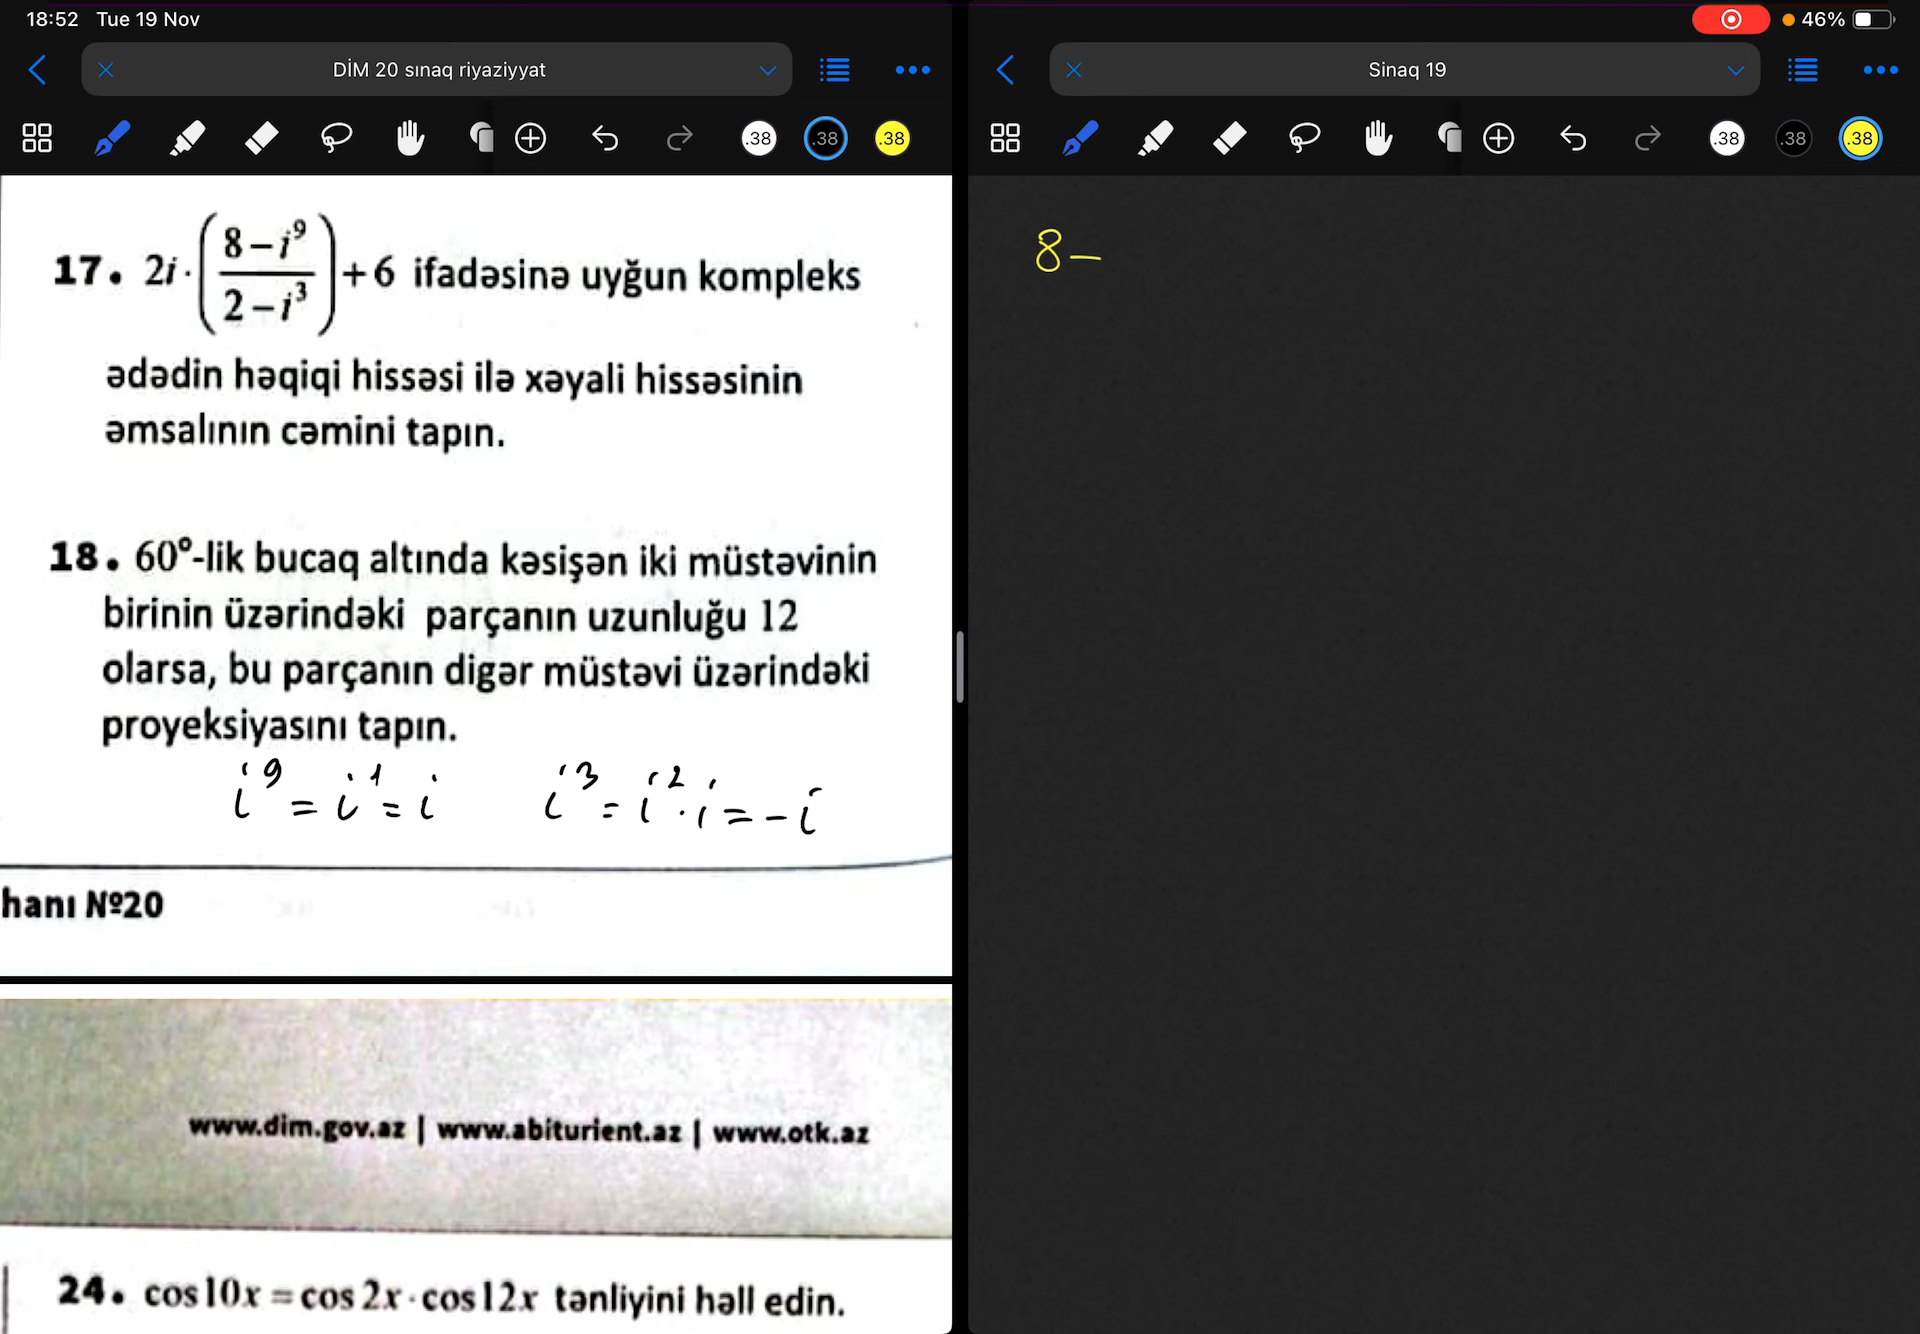 18:52 Tue 19 Nov
46%
DİM 20 sınaq riyaziyyat
Sinaq 19
.38 .38 .38
.38 .38 .38
17. 2i·((8−i⁹)/(2−i³))+6 ifadəsinə uyğun kompleks
ədədin həqiqi hissəsi ilə xəyali hissəsinin
əmsalının cəmini tapın.
18. 60º-lik bucaq altında kəsişən iki müstəvinin
birinin üzərindəki parçanın uzunluğu 12
olarsa, bu parçanın digər müstəvi üzərindəki
proyeksiyasını tapın.
i⁹ = i¹ = i i³ = i²·i = −i
hanı №20
www.dim.gov.az | www.abiturient.az | www.otk.az
24. cos10x = cos2x·cos12x tənliyini həll edin.
8−